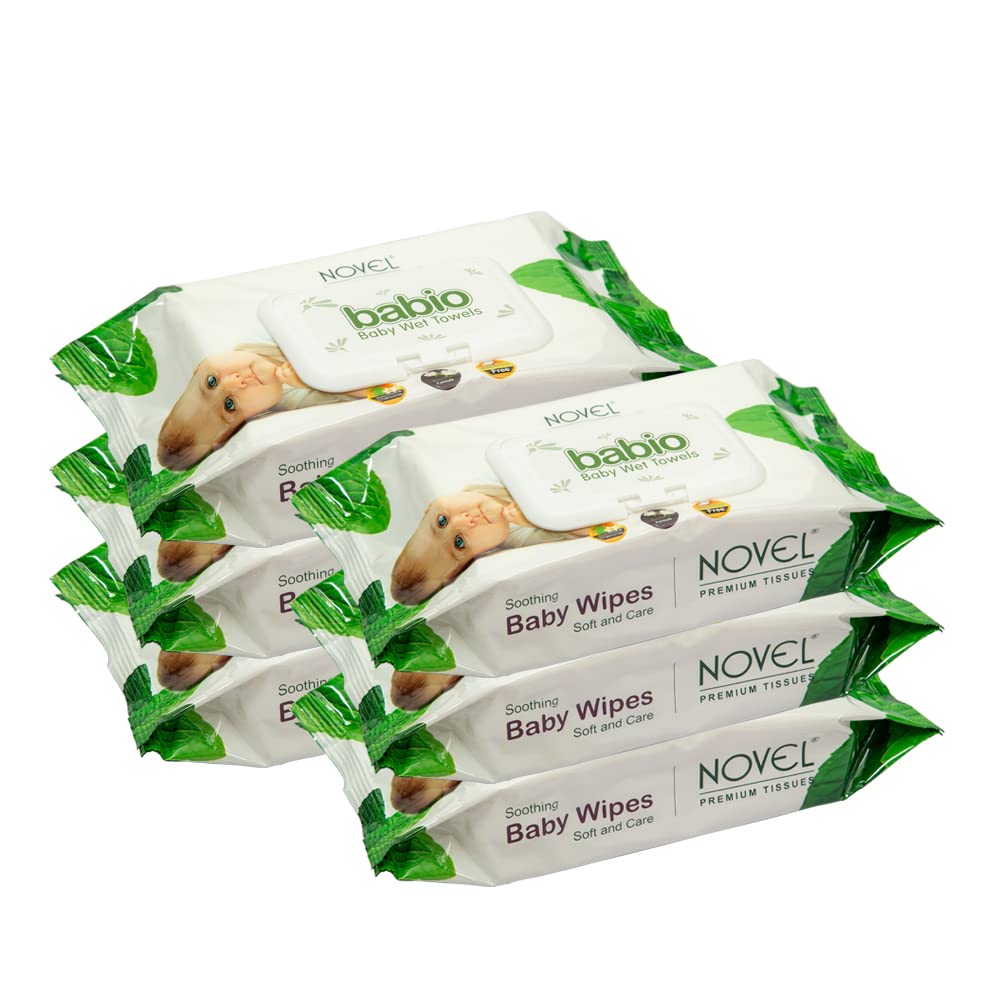 NOVEL
babio
Baby Wet Towels
Free
Soothing
NOVEL
babio
Baby Wet Towels
Free
Soothing
Baby Wipes
Soft and Care
NOVEL®
PREMIUM TISSUES
Soothing
Soothing
Baby Wipes
Soft and Care
NOVEL®
PREMIUM TISSUES
Soothing
Soothing
Baby Wipes
Soft and Care
NOVEL®
PREMIUM TISSUES